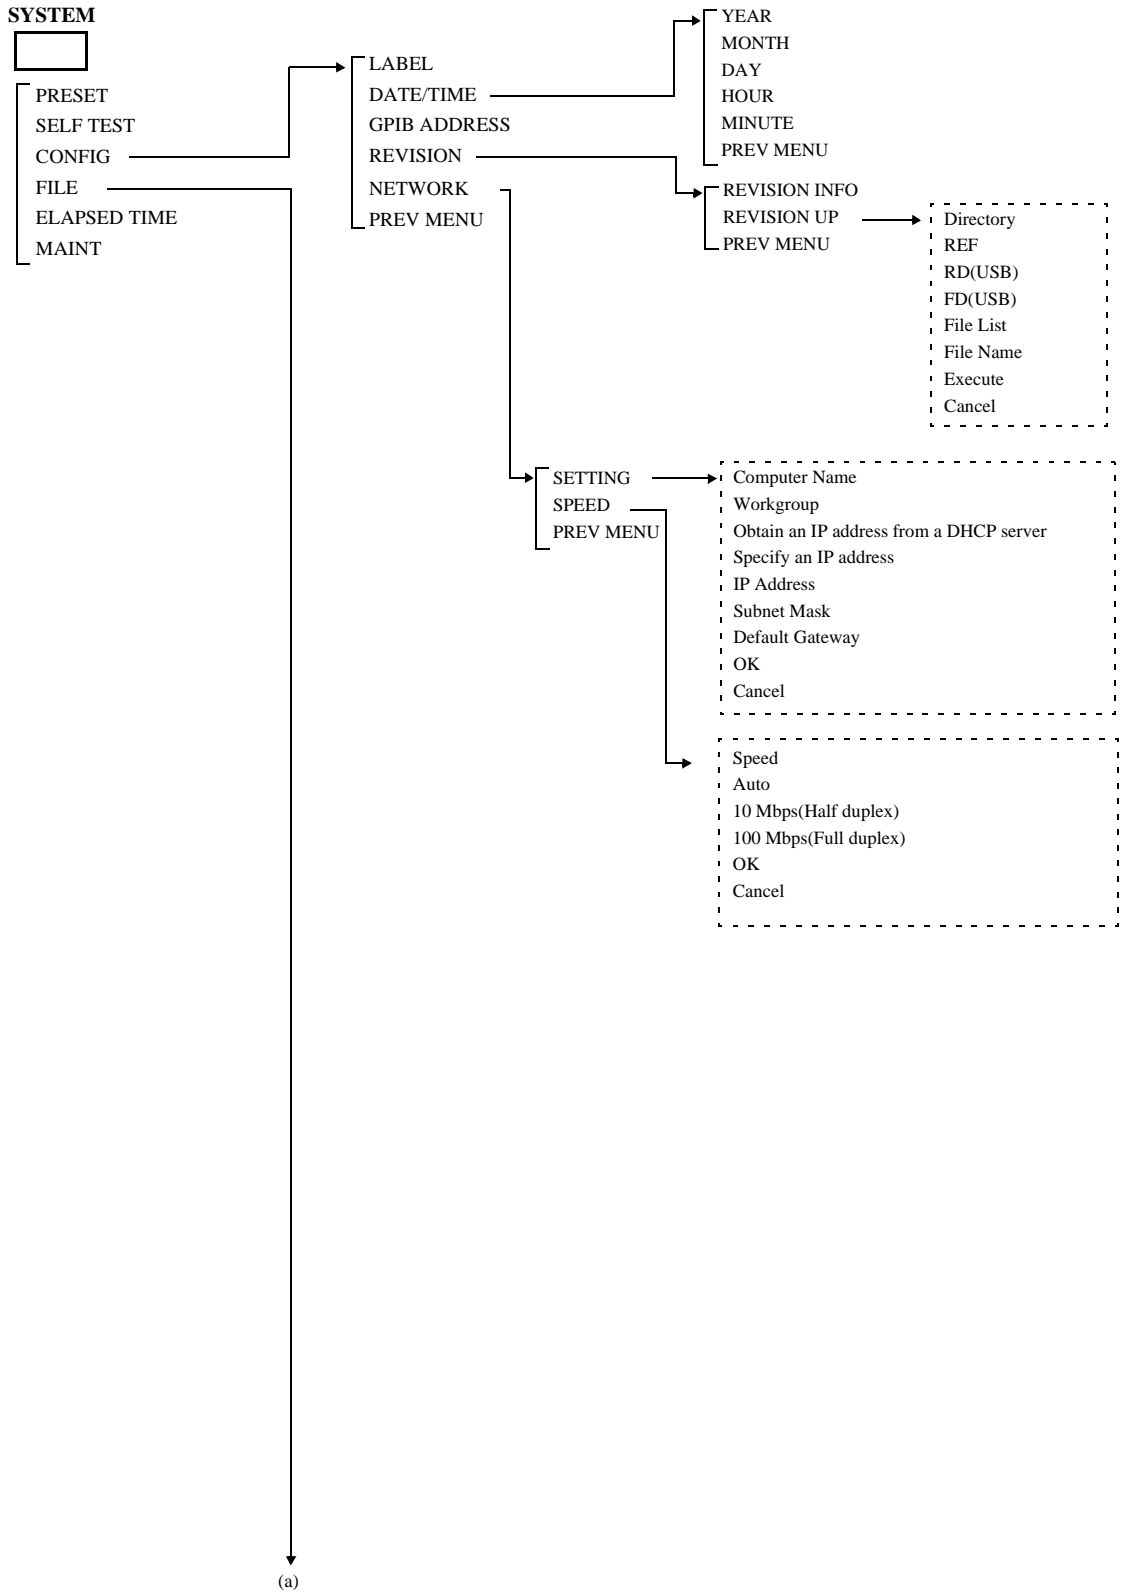 SYSTEM
PRESET
SELF TEST
CONFIG
FILE
ELAPSED TIME
MAINT
LABEL
DATE/TIME
GPIB ADDRESS
REVISION
NETWORK
PREV MENU
YEAR
MONTH
DAY
HOUR
MINUTE
PREV MENU
REVISION INFO
REVISION UP
PREV MENU
Directory
REF
RD(USB)
FD(USB)
File List
File Name
Execute
Cancel
SETTING
SPEED
PREV MENU
Computer Name
Workgroup
Obtain an IP address from a DHCP server
Specify an IP address
IP Address
Subnet Mask
Default Gateway
OK
Cancel
Speed
Auto
10 Mbps(Half duplex)
100 Mbps(Full duplex)
OK
Cancel
(a)